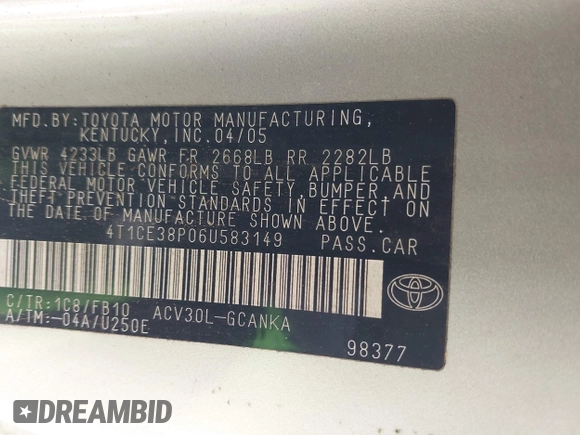 MFD.BY:TOYOTA MOTOR MANUFACTURING,
KENTUCKY, INC. 04/05
GVWR 4233LB GAWR FR 2668LB RR 2282LB
THIS VEHICLE CONFORMS TO ALL APPLICABLE
FEDERAL MOTOR VEHICLE SAFETY, BUMPER, AND
THEFT PREVENTION STANDARDS IN EFFECT ON
THE DATE OF MANUFACTURE SHOWN ABOVE.
4T1CE38P06U583149 PASS.CAR
C/TR:1C8/FB10 ACV30L-GCANKA
A/TM:-04A/U250E
98377
DREAMBID